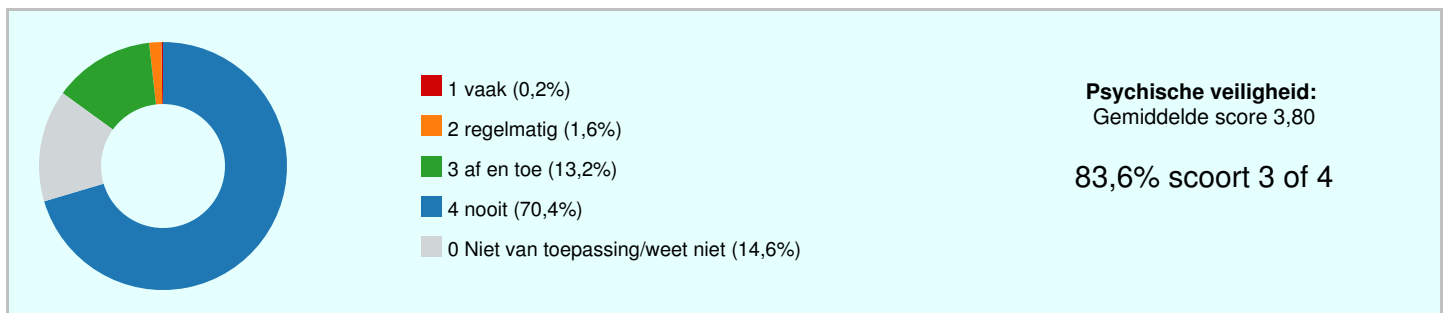 1 vaak (0,2%)
2 regelmatig (1,6%)
3 af en toe (13,2%)
4 nooit (70,4%)
0 Niet van toepassing/weet niet (14,6%)
Psychische veiligheid:
Gemiddelde score 3,80
83,6% scoort 3 of 4